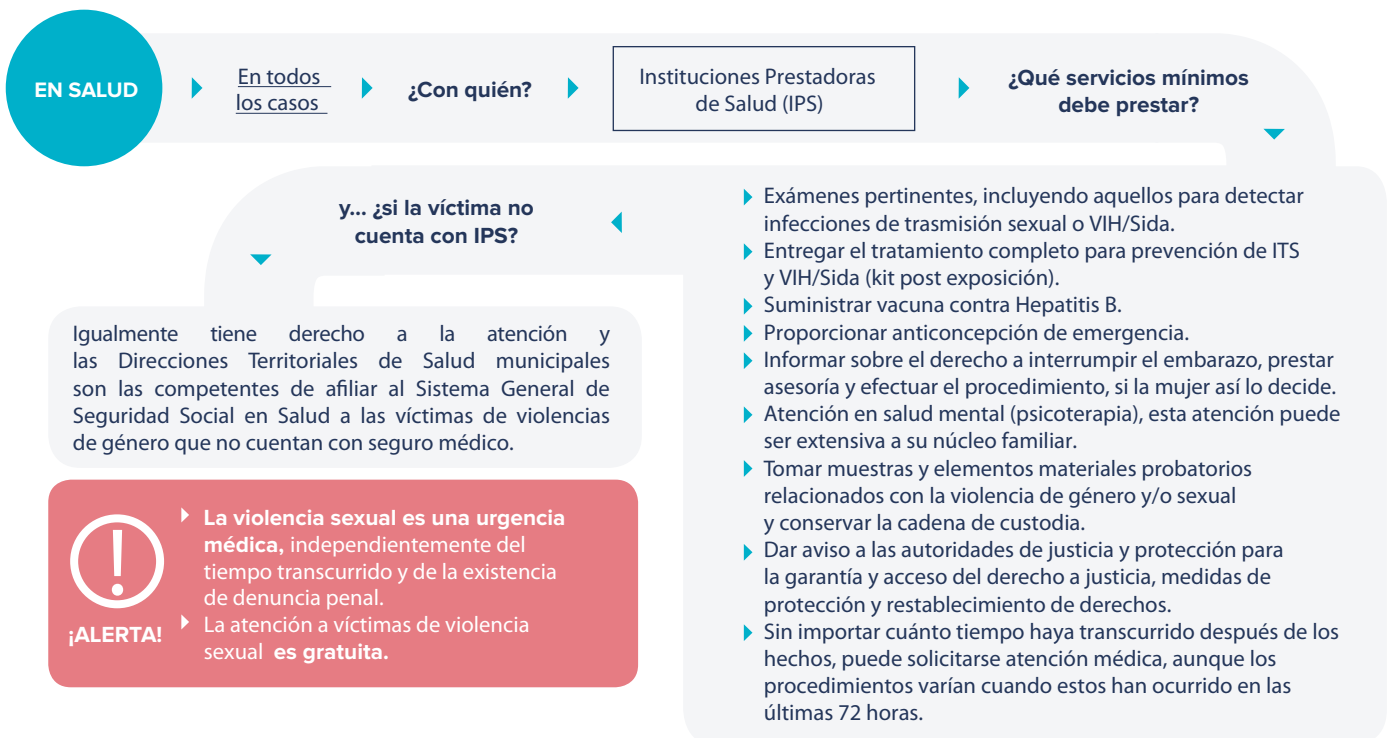 EN SALUD
En todos
los casos
¿Con quién?
Instituciones Prestadoras
de Salud (IPS)
¿Qué servicios mínimos
debe prestar?
Exámenes pertinentes, incluyendo aquellos para detectar
infecciones de trasmisión sexual o VIH/Sida.
Entregar el tratamiento completo para prevención de ITS
y VIH/Sida (kit post exposición).
Suministrar vacuna contra Hepatitis B.
Proporcionar anticoncepción de emergencia.
Informar sobre el derecho a interrumpir el embarazo, prestar
asesoría y efectuar el procedimiento, si la mujer así lo decide.
Atención en salud mental (psicoterapia), esta atención puede
ser extensiva a su núcleo familiar.
Tomar muestras y elementos materiales probatorios
relacionados con la violencia de género y/o sexual
y conservar la cadena de custodia.
Dar aviso a las autoridades de justicia y protección para
la garantía y acceso del derecho a justicia, medidas de
protección y restablecimiento de derechos.
Sin importar cuánto tiempo haya transcurrido después de los
hechos, puede solicitarse atención médica, aunque los
procedimientos varían cuando estos han ocurrido en las
últimas 72 horas.
y... ¿si la víctima no
cuenta con IPS?
Igualmente tiene derecho a la atención y
las Direcciones Territoriales de Salud municipales
son las competentes de afiliar al Sistema General de
Seguridad Social en Salud a las víctimas de violencias
de género que no cuentan con seguro médico.
¡ALERTA!
La violencia sexual es una urgencia
médica, independientemente del
tiempo transcurrido y de la existencia
de denuncia penal.
La atención a víctimas de violencia
sexual es gratuita.